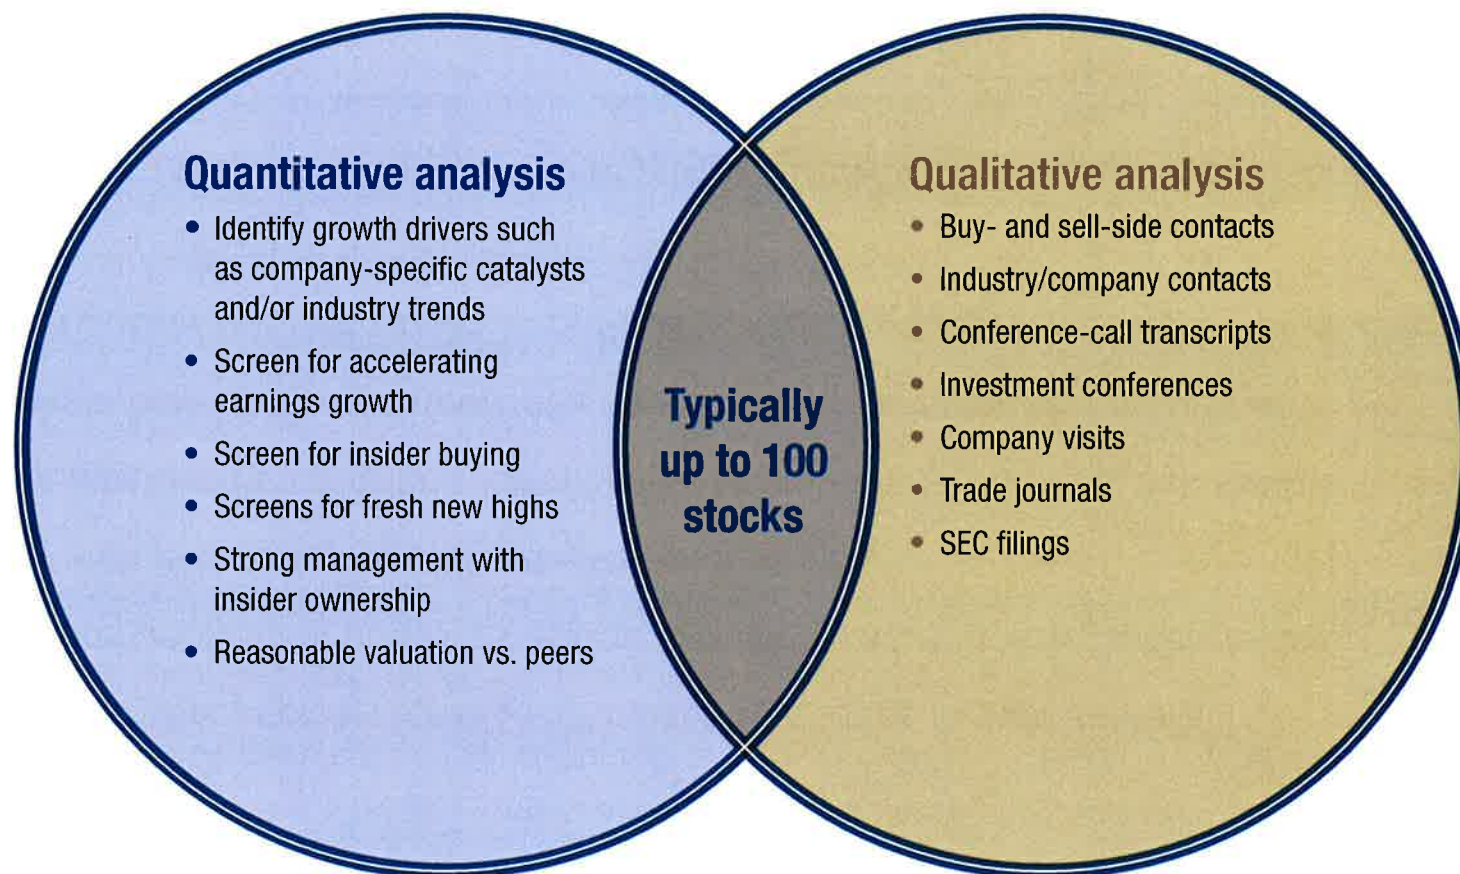 Quantitative analysis
• Identify growth drivers such
as company-specific catalysts
and/or industry trends
• Screen for accelerating
earnings growth
• Screen for insider buying
• Screens for fresh new highs
• Strong management with
insider ownership
• Reasonable valuation vs. peers
Typically
up to 100
stocks
Qualitative analysis
• Buy- and sell-side contacts
• Industry/company contacts
• Conference-call transcripts
• Investment conferences
• Company visits
• Trade journals
• SEC filings